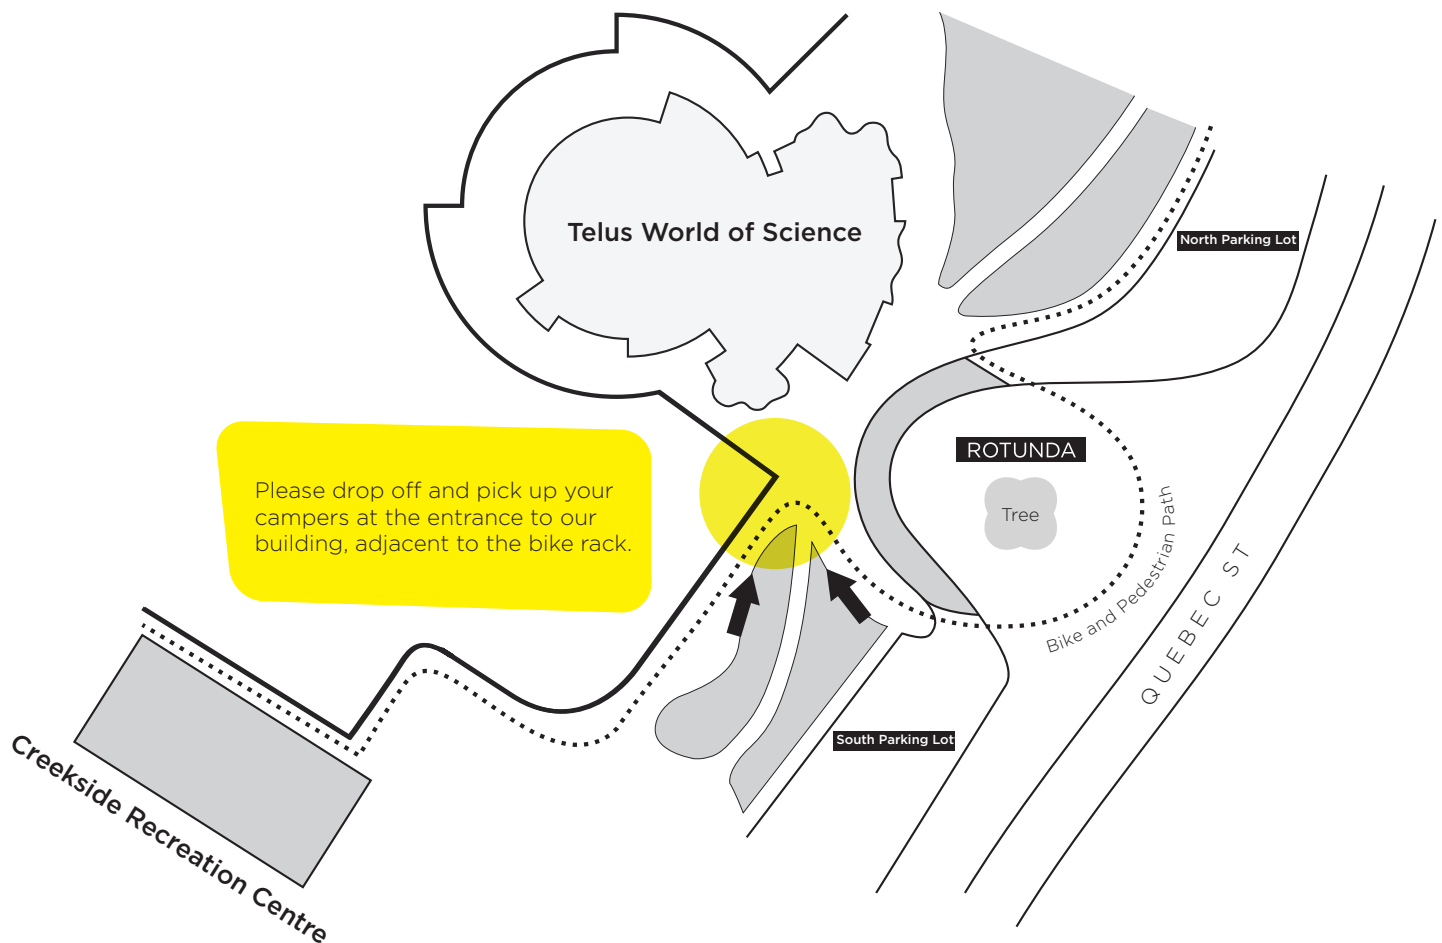 Telus World of Science
North Parking Lot
Please drop off and pick up your
campers at the entrance to our
building, adjacent to the bike rack.
ROTUNDA
Tree
Bike and Pedestrian Path
QUEBEC ST
South Parking Lot
Creekside Recreation Centre